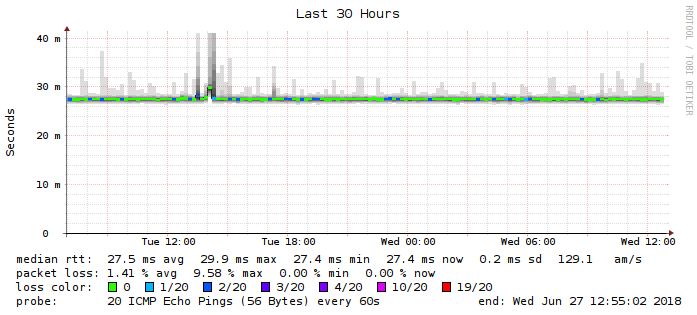 Last 30 Hours
RRDTOOL / TOBI OETIKER
Seconds
40 m
30 m
20 m
10 m
0
Tue 12:00 Tue 18:00 Wed 00:00 Wed 06:00 Wed 12:00
median rtt: 27.5 ms avg 29.9 ms max 27.4 ms min 27.4 ms now 0.2 ms sd 129.1 am/s
packet loss: 1.41 % avg 9.58 % max 0.00 % min 0.00 % now
loss color: 0 1/20 2/20 3/20 4/20 10/20 19/20
probe: 20 ICMP Echo Pings (56 Bytes) every 60s end: Wed Jun 27 12:55:02 2018